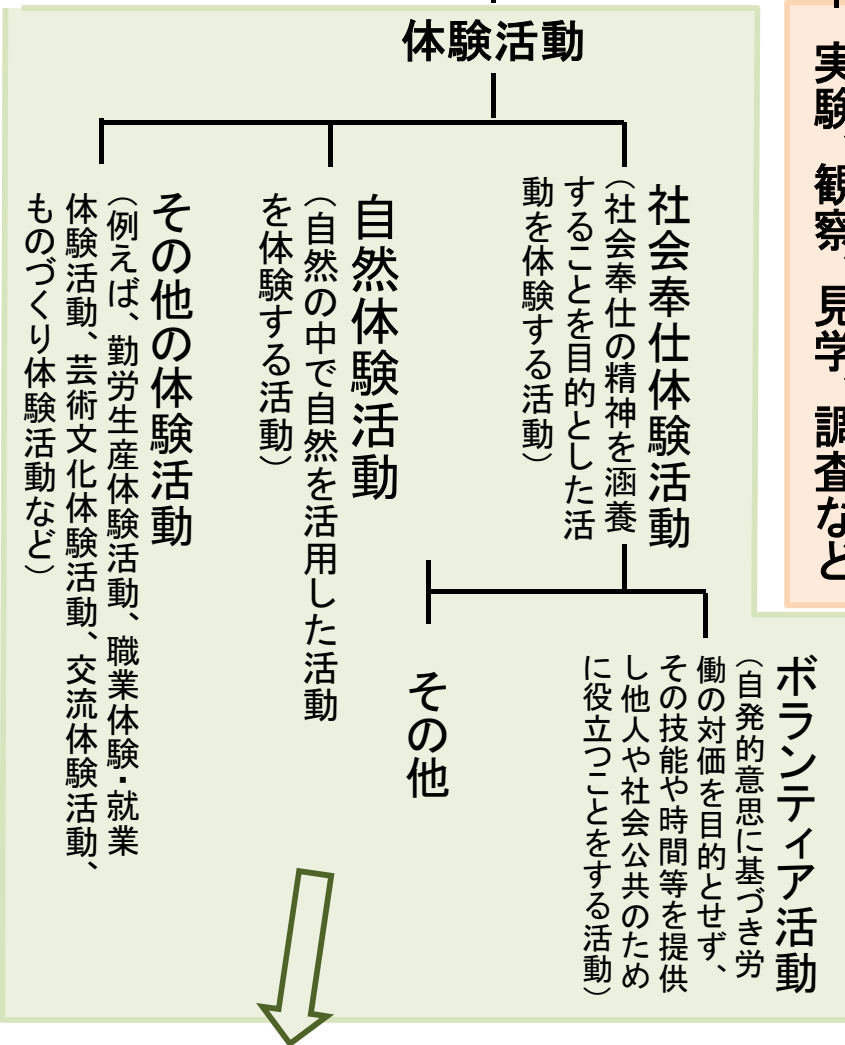 体験活動
実験、観察、見学、調査など
社会奉仕体験活動
（社会奉仕の精神を涵養
することを目的とした活
動を体験する活動）
ボランティア活動
（自発的意思に基づき労
働の対価を目的とせず、
その技能や時間等を提供
し他人や社会公共のため
に役立つことをする活動）
その他
自然体験活動
（自然の中で自然を活用した活動
を体験する活動）
その他の体験活動
（例えば、勤労生産体験活動、職業体験・就業
体験活動、芸術文化体験活動、交流体験活動、
ものづくり体験活動など）